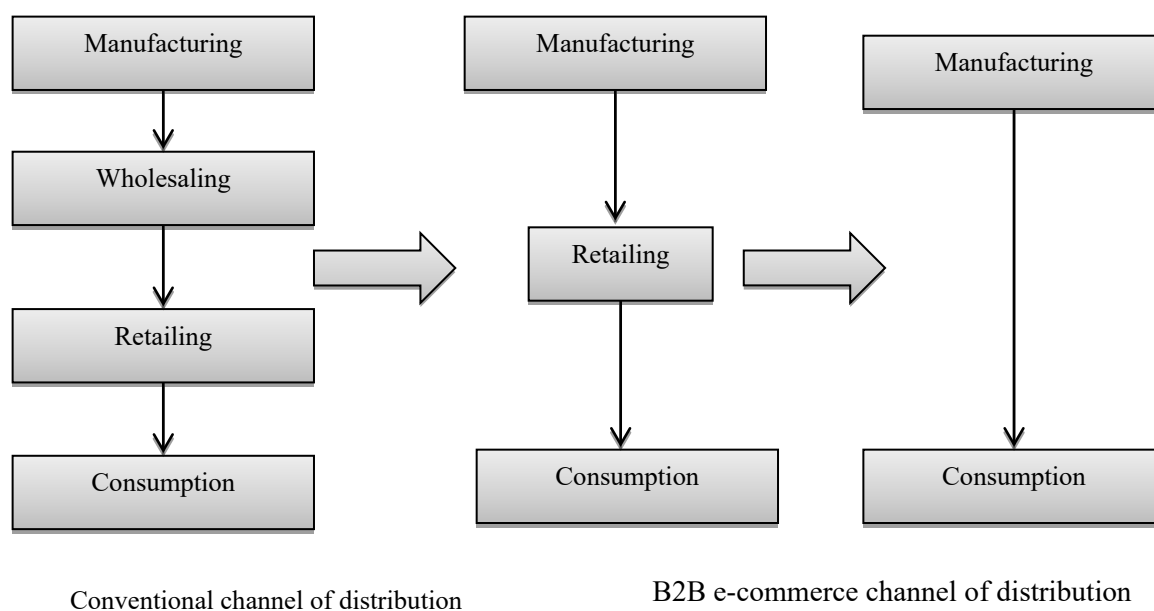 Manufacturing
Wholesaling
Retailing
Consumption
Manufacturing
Retailing
Consumption
Manufacturing
Consumption
Conventional channel of distribution
B2B e-commerce channel of distribution